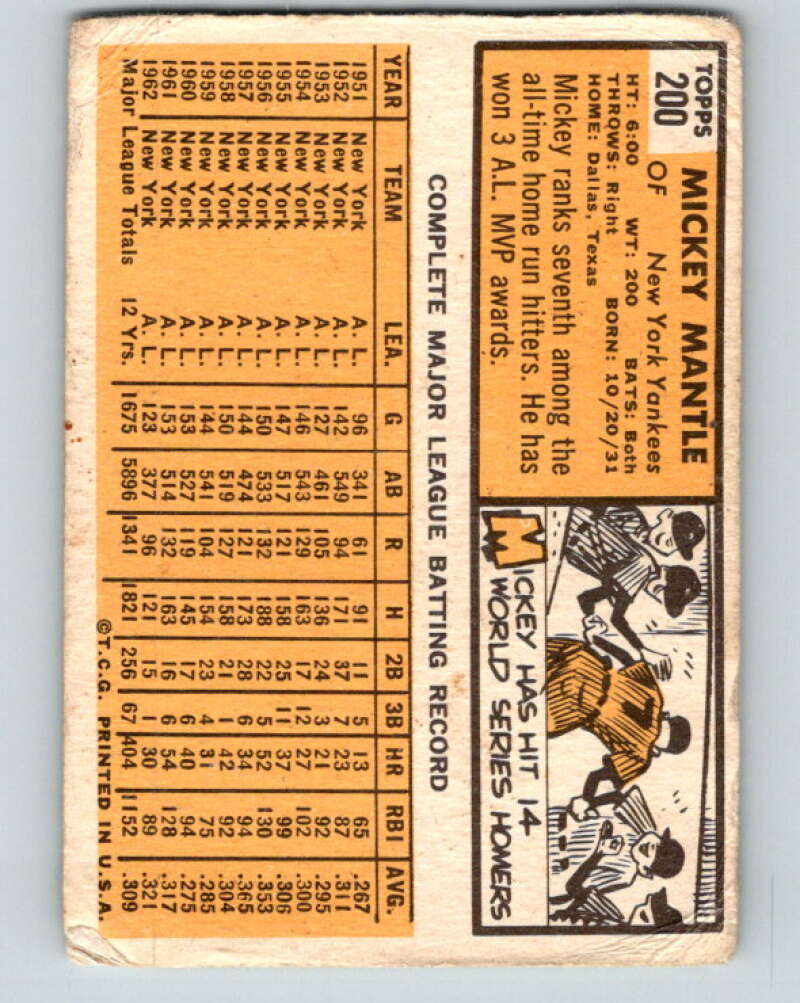 TOPPS
200
MICKEY MANTLE
OF New York Yankees
HT: 6:00 WT: 200 BATS: Both
THROWS: Right BORN: 10/20/31
HOME: Dallas, Texas
Mickey ranks seventh among the
all-time home run hitters. He has
won 3 A.L. MVP awards.
7
MICKEY HAS HIT 14
WORLD SERIES HOMERS
COMPLETE MAJOR LEAGUE BATTING RECORD
YEAR TEAM LEA. G AB R H 2B 3B HR RBI AVG.
1951 New York A. L. 96 341 61 91 11 5 13 65 .267
1952 New York A. L. 142 549 94 171 37 7 23 87 .311
1953 New York A. L. 127 461 105 136 24 3 21 92 .295
1954 New York A. L. 146 543 129 163 17 12 27 102 .300
1955 New York A. L. 147 517 121 158 25 11 37 99 .306
1956 New York A. L. 150 533 132 188 22 5 52 130 .353
1957 New York A. L. 144 474 121 173 28 6 34 94 .365
1958 New York A. L. 150 519 127 158 21 1 42 92 .304
1959 New York A. L. 144 541 104 154 23 4 31 75 .285
1960 New York A. L. 153 527 119 145 17 6 40 94 .275
1961 New York A. L. 153 514 132 163 16 6 54 128 .317
1962 New York A. L. 123 377 96 121 15 1 30 89 .321
Major League Totals 12 Yrs. 1675 5896 1341 1821 256 67 404 1152 .309
©T.C.G. PRINTED IN U.S.A.